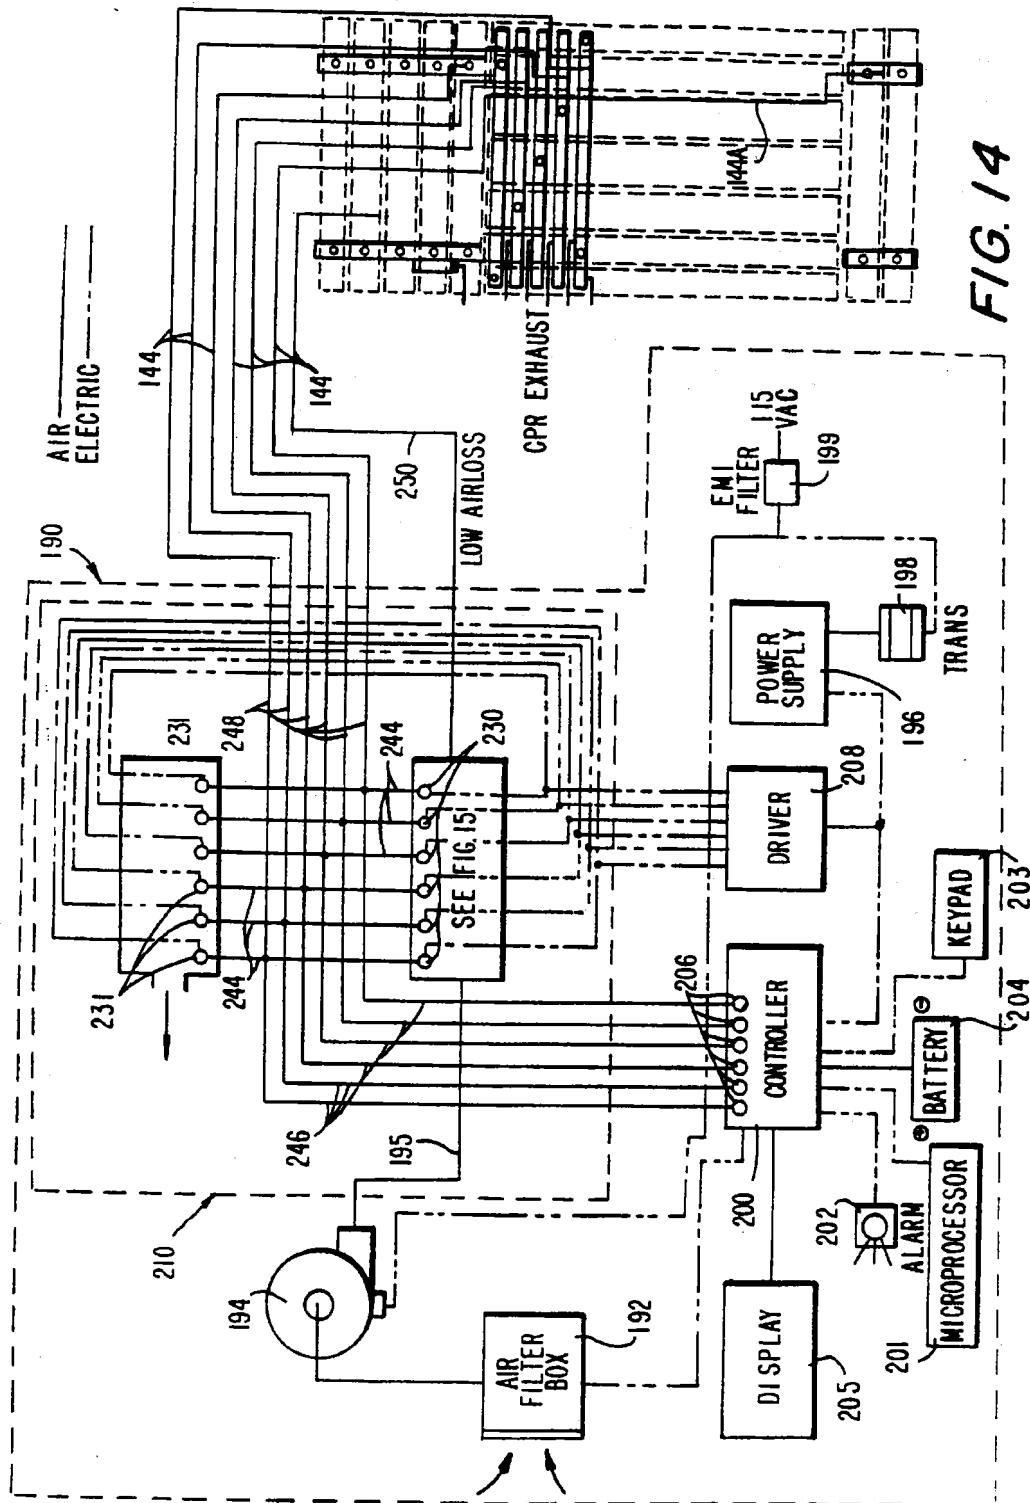 AIR
ELECTRIC
144
144
190
250
LOW AIRLOSS
CPR EXHAUST
144A
FIG. 14
231
248
244
230
SEE FIG. 15
231
244
246
195
210
194
AIR
FILTER
BOX
192
EMI
FILTER
115
VAC
199
POWER
SUPPLY
196
198
TRANS
DRIVER
208
206
CONTROLLER
200
KEYPAD
203
BATTERY
204
202
ALARM
MICROPROCESSOR
201
DISPLAY
205